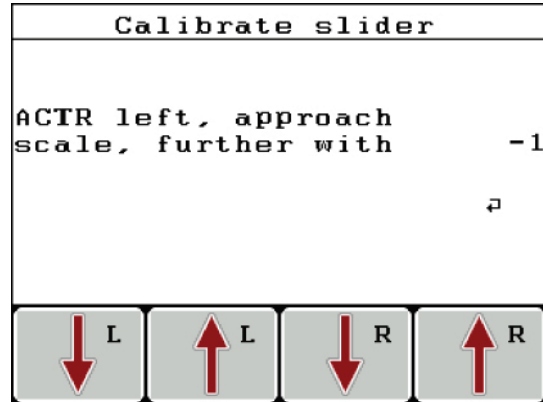 Calibrate slider
ACTR left, approach
scale, further with -1
↵
L L R R